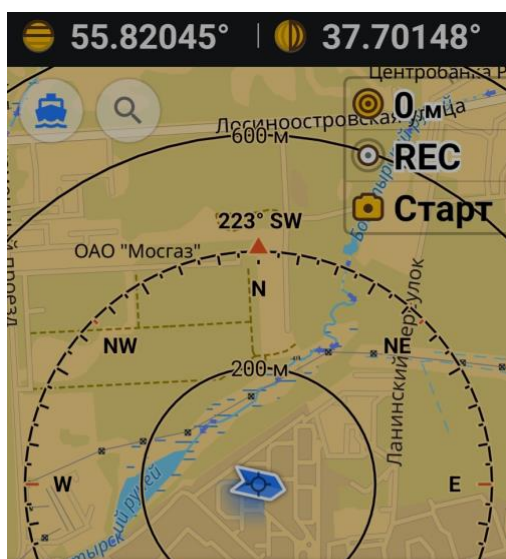 55.82045° | 37.70148°
Центробанка Р
0 м
Лосиноостровская улица
600 м
REC
Старт
223° SW
ОАО "Мосгаз"
N
NW
NE
200 м
Ланинский переулок
W
E